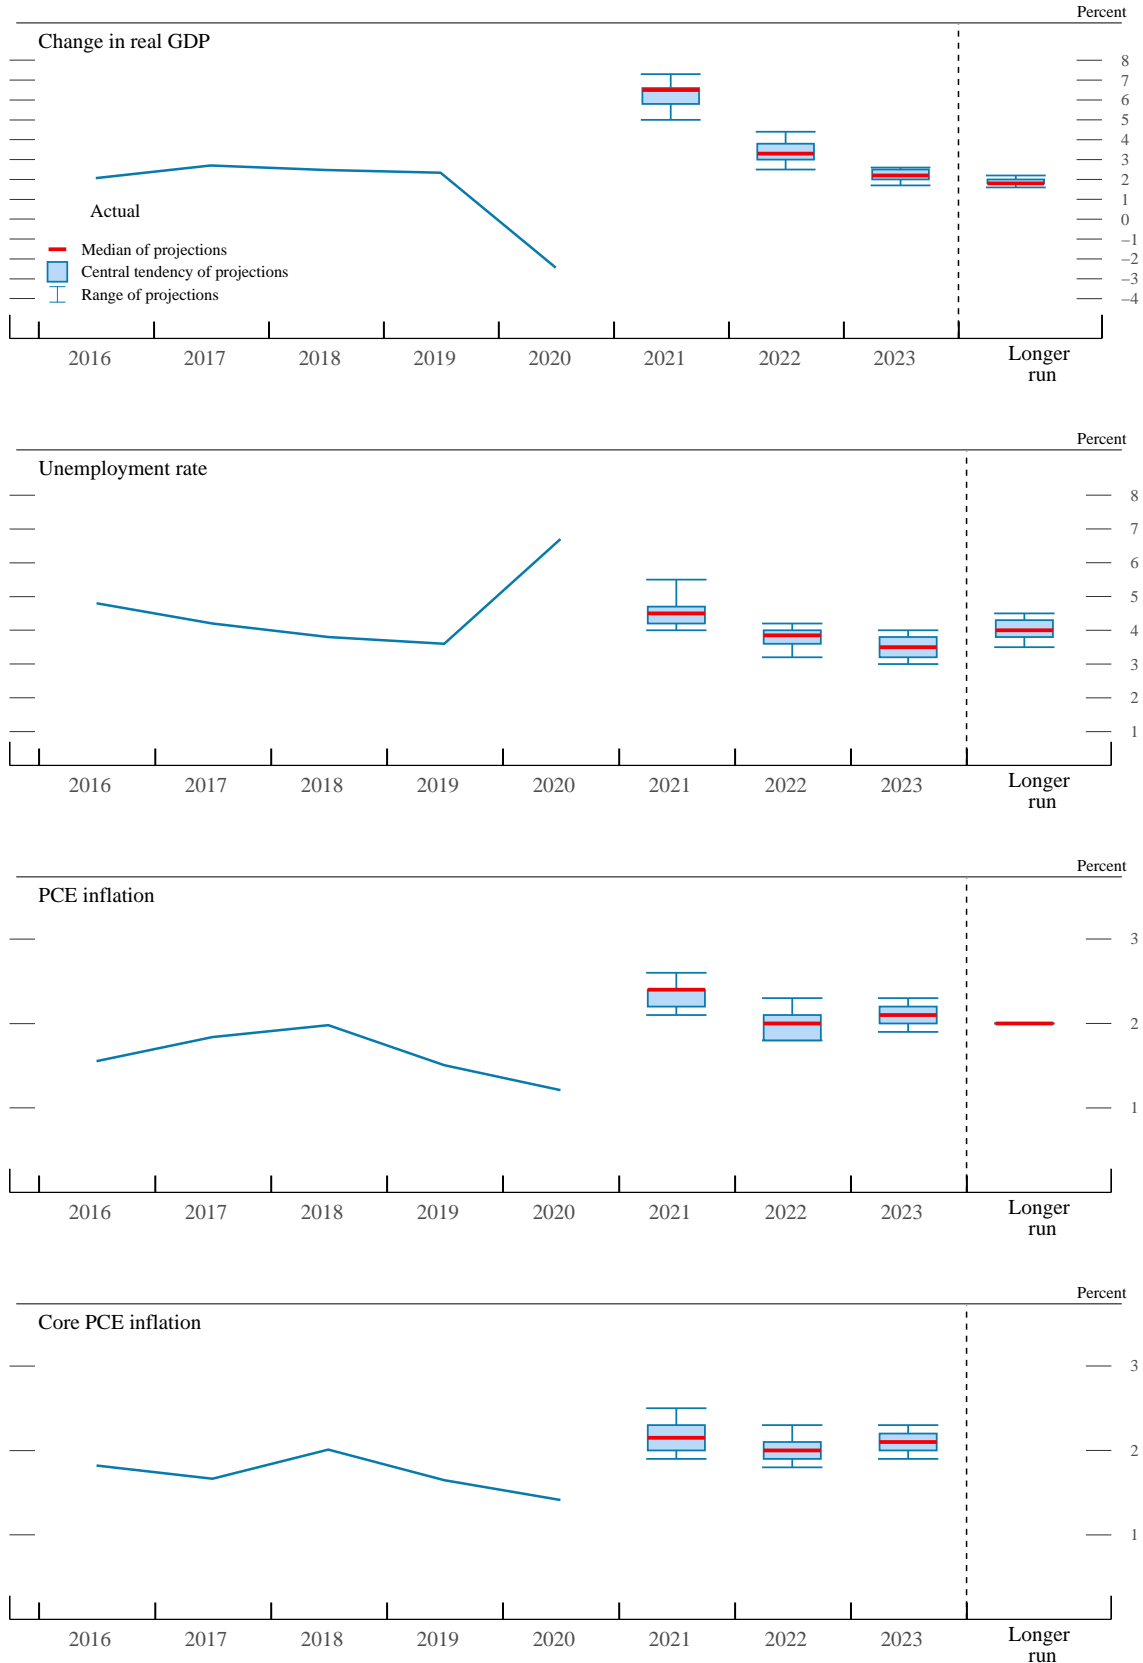 Percent
Change in real GDP
8
7
6
5
4
3
2
1
0
−1
−2
−3
−4
Actual
Median of projections
Central tendency of projections
Range of projections
2016 2017 2018 2019 2020 2021 2022 2023 Longer
run
Percent
Unemployment rate
8
7
6
5
4
3
2
1
2016 2017 2018 2019 2020 2021 2022 2023 Longer
run
Percent
PCE inflation
3
2
1
2016 2017 2018 2019 2020 2021 2022 2023 Longer
run
Percent
Core PCE inflation
3
2
1
2016 2017 2018 2019 2020 2021 2022 2023 Longer
run